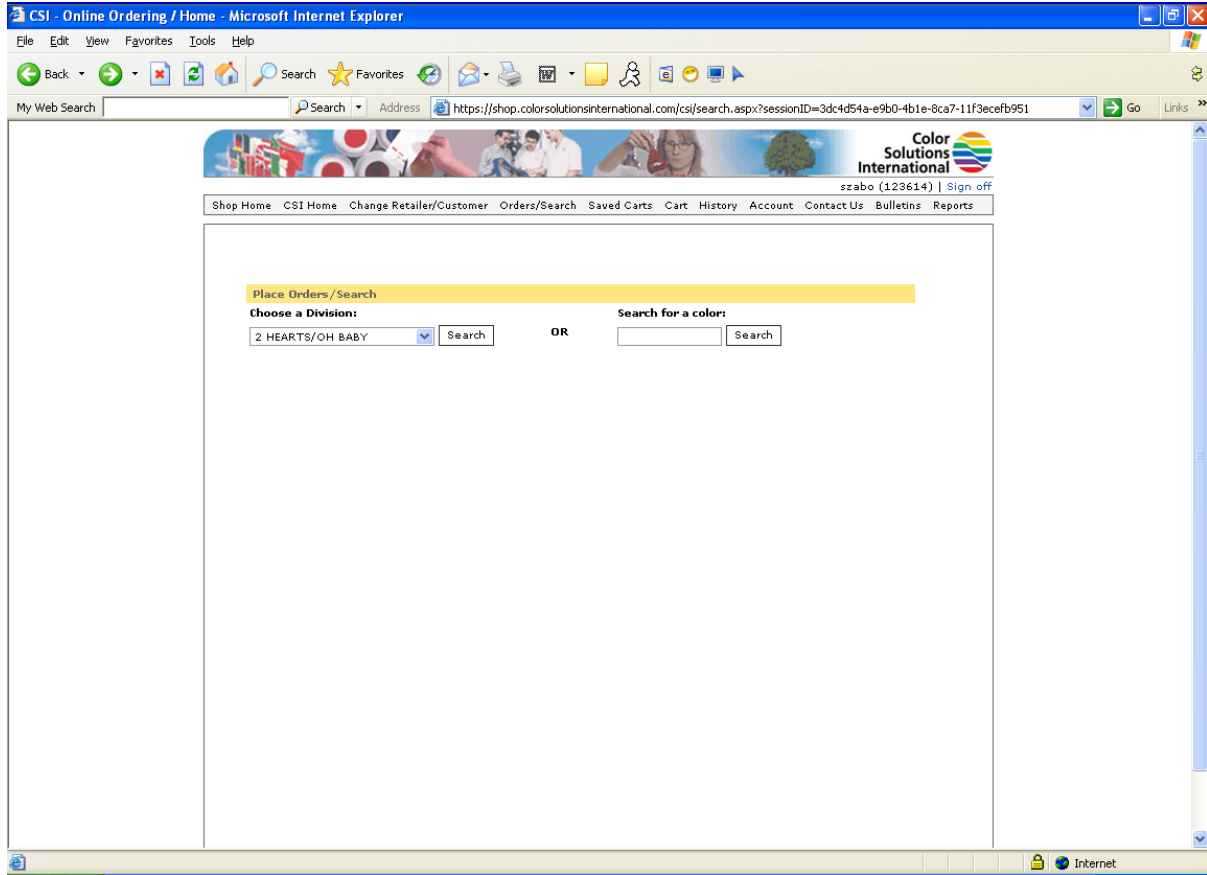 CSI - Online Ordering / Home - Microsoft Internet Explorer
File Edit View Favorites Tools Help
Back Search Favorites
My Web Search Search Address https://shop.colorsolutionsinternational.com/csi/search.aspx?sessionID=3dc4d54a-e9b0-4b1e-8ca7-11f3ecefb951 Go Links »
Color
Solutions
International
szabo (123614) | Sign off
Shop Home CSI Home Change Retailer/Customer Orders/Search Saved Carts Cart History Account Contact Us Bulletins Reports
Place Orders/Search
Choose a Division: Search for a color:
2 HEARTS/OH BABY Search OR Search
Internet